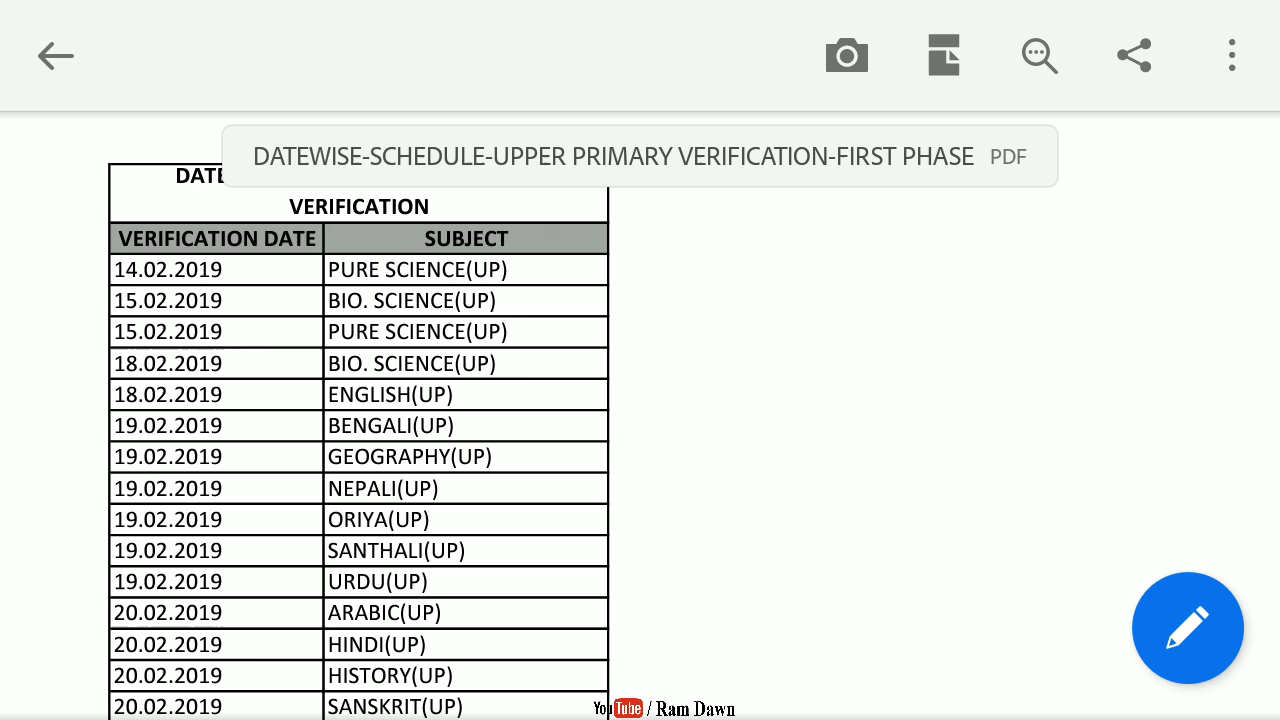 DATEWISE-SCHEDULE-UPPER PRIMARY VERIFICATION-FIRST PHASE PDF
DATE
VERIFICATION
VERIFICATION DATE SUBJECT
14.02.2019 PURE SCIENCE(UP)
15.02.2019 BIO. SCIENCE(UP)
15.02.2019 PURE SCIENCE(UP)
18.02.2019 BIO. SCIENCE(UP)
18.02.2019 ENGLISH(UP)
19.02.2019 BENGALI(UP)
19.02.2019 GEOGRAPHY(UP)
19.02.2019 NEPALI(UP)
19.02.2019 ORIYA(UP)
19.02.2019 SANTHALI(UP)
19.02.2019 URDU(UP)
20.02.2019 ARABIC(UP)
20.02.2019 HINDI(UP)
20.02.2019 HISTORY(UP)
20.02.2019 SANSKRIT(UP)
YouTube / Ram Dawn